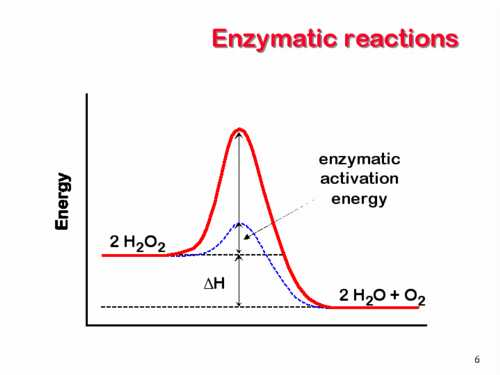 Enzymatic reactions
enzymatic
activation
energy
Energy
2 H₂O₂
ΔH
2 H₂O + O₂
6